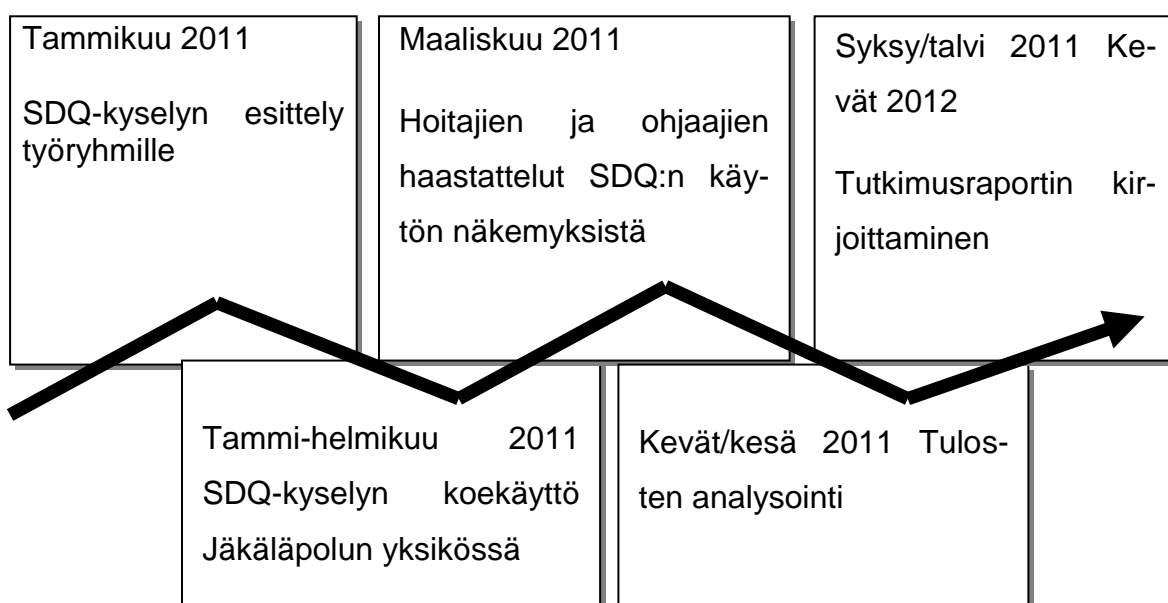 Tammikuu 2011
SDQ-kyselyn esittely
työryhmille
Maaliskuu 2011
Hoitajien ja ohjaajien
haastattelut SDQ:n käy-
tön näkemyksistä
Syksy/talvi 2011 Ke-
vät 2012
Tutkimusraportin kir-
joittaminen
Tammi-helmikuu 2011
SDQ-kyselyn koekäyttö
Jäkäläpolun yksikössä
Kevät/kesä 2011 Tulos-
ten analysointi